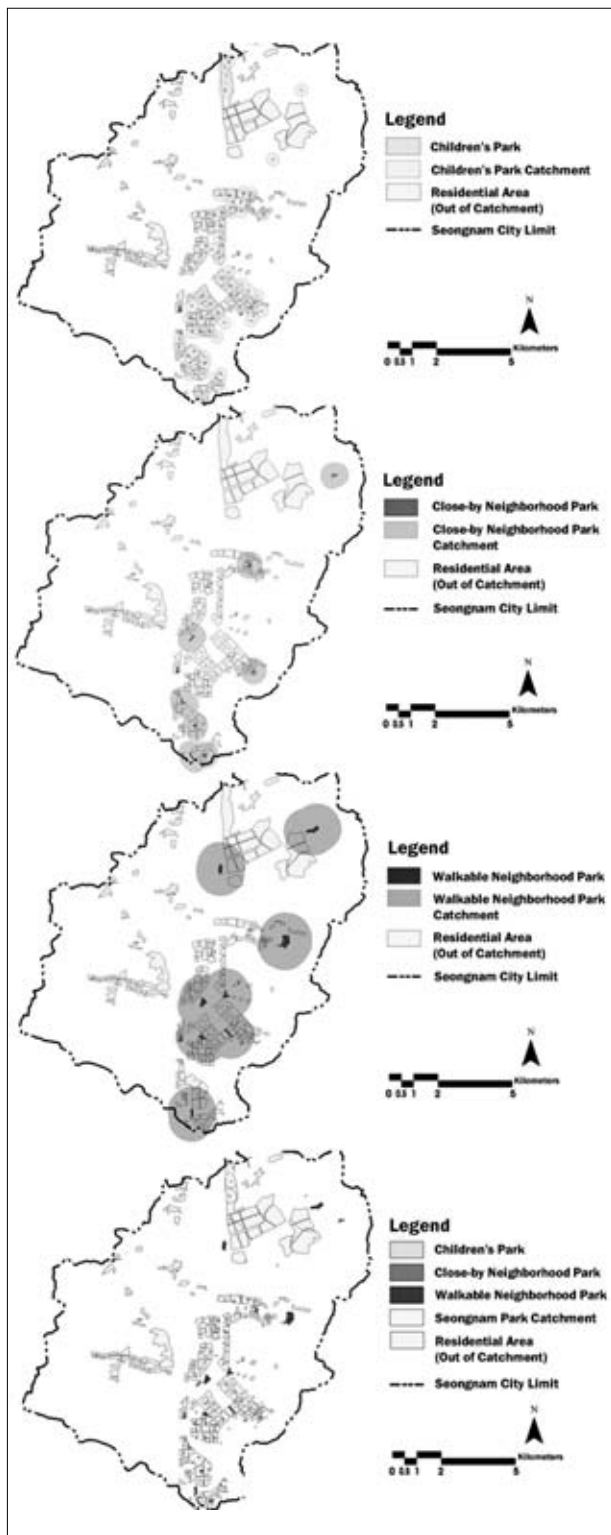 Legend
Children's Park
Children's Park Catchment
Residential Area
(Out of Catchment)
Seongnam City Limit
N
Kilometers
0 0.5 1 2 5
Legend
Close-by Neighborhood Park
Close-by Neighborhood Park
Catchment
Residential Area
(Out of Catchment)
Seongnam City Limit
N
Kilometers
0 0.5 1 2 5
Legend
Walkable Neighborhood Park
Walkable Neighborhood Park
Catchment
Residential Area
(Out of Catchment)
Seongnam City Limit
N
Kilometers
0 0.5 1 2 5
Legend
Children's Park
Close-by Neighborhood Park
Walkable Neighborhood Park
Seongnam Park Catchment
Residential Area
(Out of Catchment)
Seongnam City Limit
N
Kilometers
0 0.5 1 2 5